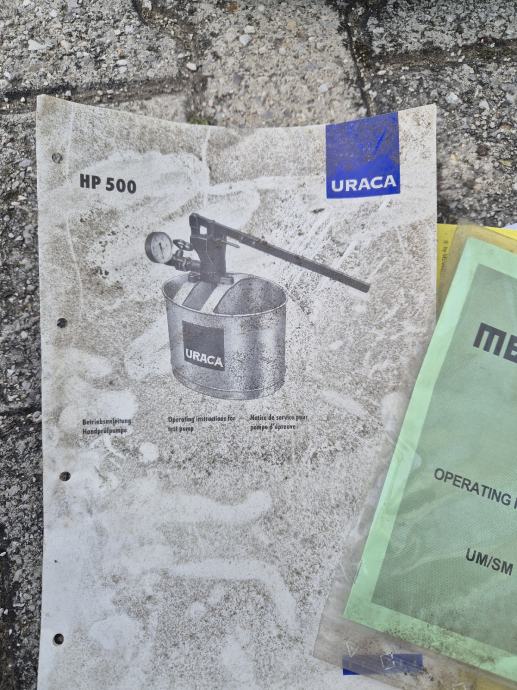 HP 500
URACA
URACA
Betriebsanleitung
Handprüfpumpe
Operating instructions for
test pump
Notice de service pour
pompe d'épreuve
ME
OPERATING
UM/SM